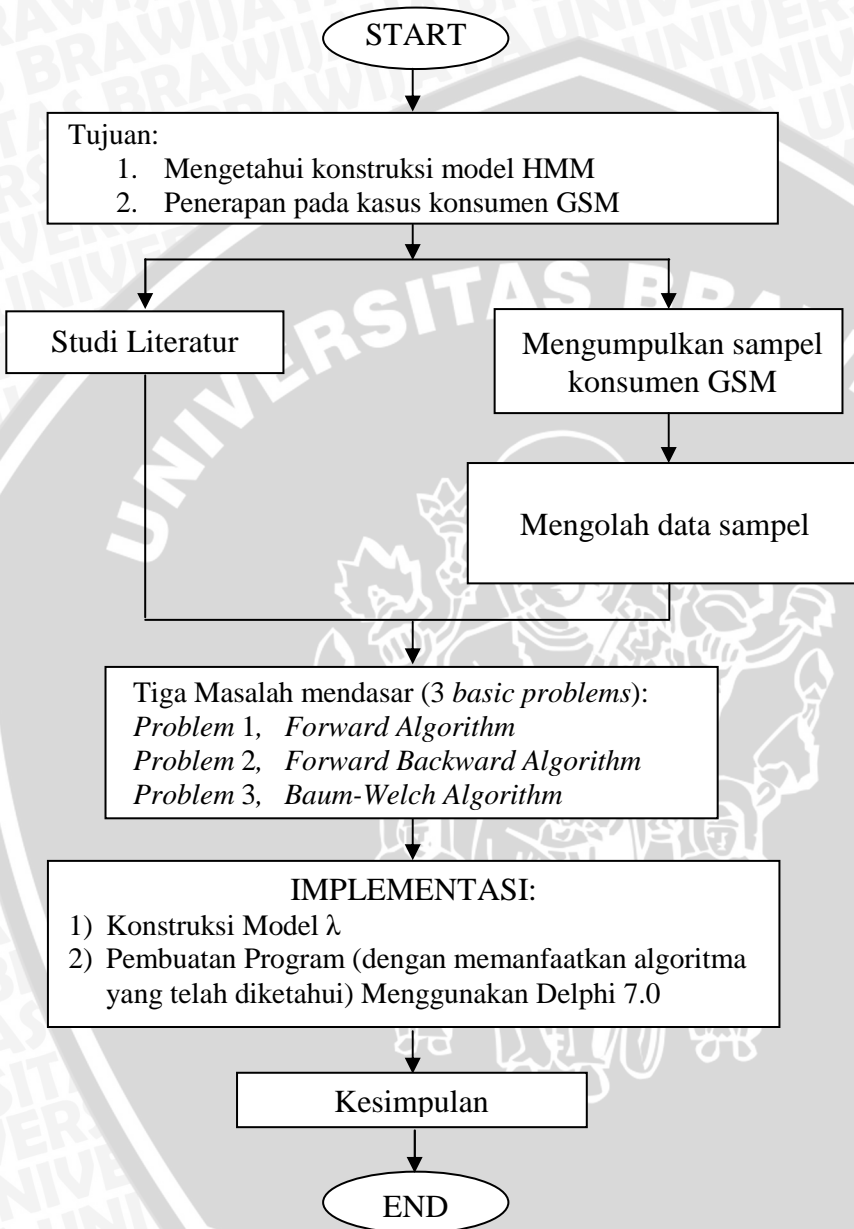 START
Tujuan:
1. Mengetahui konstruksi model HMM
2. Penerapan pada kasus konsumen GSM
Studi Literatur
Mengumpulkan sampel
konsumen GSM
Mengolah data sampel
Tiga Masalah mendasar (3 basic problems):
Problem 1, Forward Algorithm
Problem 2, Forward Backward Algorithm
Problem 3, Baum-Welch Algorithm
IMPLEMENTASI:
1) Konstruksi Model λ
2) Pembuatan Program (dengan memanfaatkan algoritma
yang telah diketahui) Menggunakan Delphi 7.0
Kesimpulan
END
UNIVERSITAS BRAW